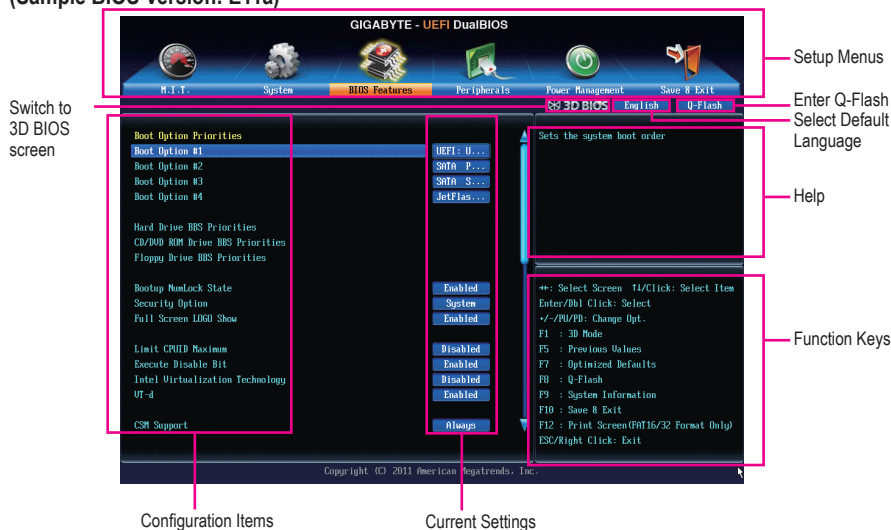 (Sample BIOS Version: E11a)
GIGABYTE - UEFI DualBIOS
Setup Menus
M.I.T. System BIOS Features Peripherals Power Management Save & Exit
Switch to
3D BIOS
screen
3D BIOS English Q-Flash
Enter Q-Flash
Select Default
Language
Boot Option Priorities
Boot Option #1 UEFI: U...
Boot Option #2 SATA P...
Boot Option #3 SATA S...
Boot Option #4 JetFlas...
Hard Drive BBS Priorities
CD/DVD ROM Drive BBS Priorities
Floppy Drive BBS Priorities
Bootup NumLock State Enabled
Security Option System
Full Screen LOGO Show Enabled
Limit CPUID Maximum Disabled
Execute Disable Bit Enabled
Intel Virtualization Technology Disabled
VT-d Enabled
CSM Support Always
Sets the system boot order
Help
→←: Select Screen ↑↓/Click: Select Item
Enter/Dbl Click: Select
+/-/PU/PD: Change Opt.
F1 : 3D Mode
F5 : Previous Values
F7 : Optimized Defaults
F8 : Q-Flash
F9 : System Information
F10 : Save & Exit
F12 : Print Screen(FAT16/32 Format Only)
ESC/Right Click: Exit
Function Keys
Copyright (C) 2011 American Megatrends, Inc.
Configuration Items
Current Settings